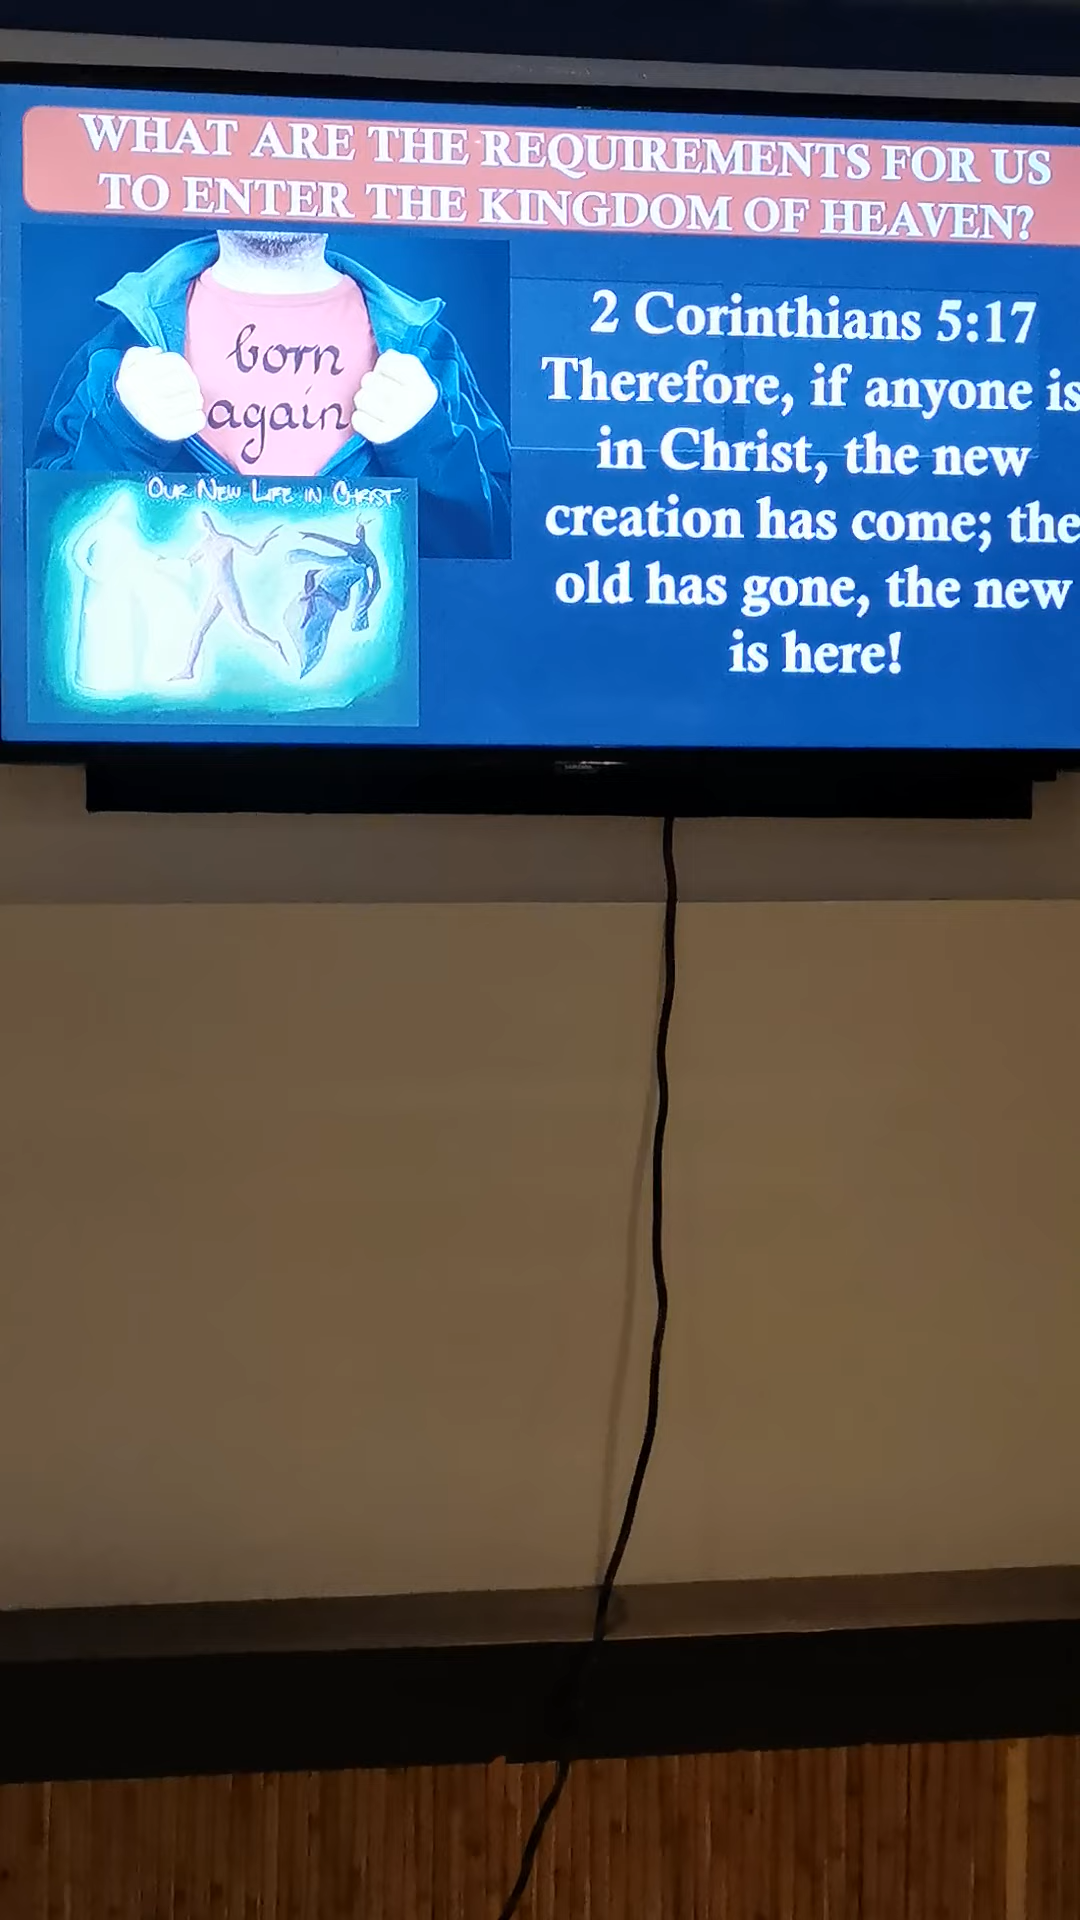 WHAT ARE THE REQUIREMENTS FOR US
TO ENTER THE KINGDOM OF HEAVEN?
born
again
OUR NEW LIFE IN CHRIST
2 Corinthians 5:17
Therefore, if anyone is
in Christ, the new
creation has come; the
old has gone, the new
is here!